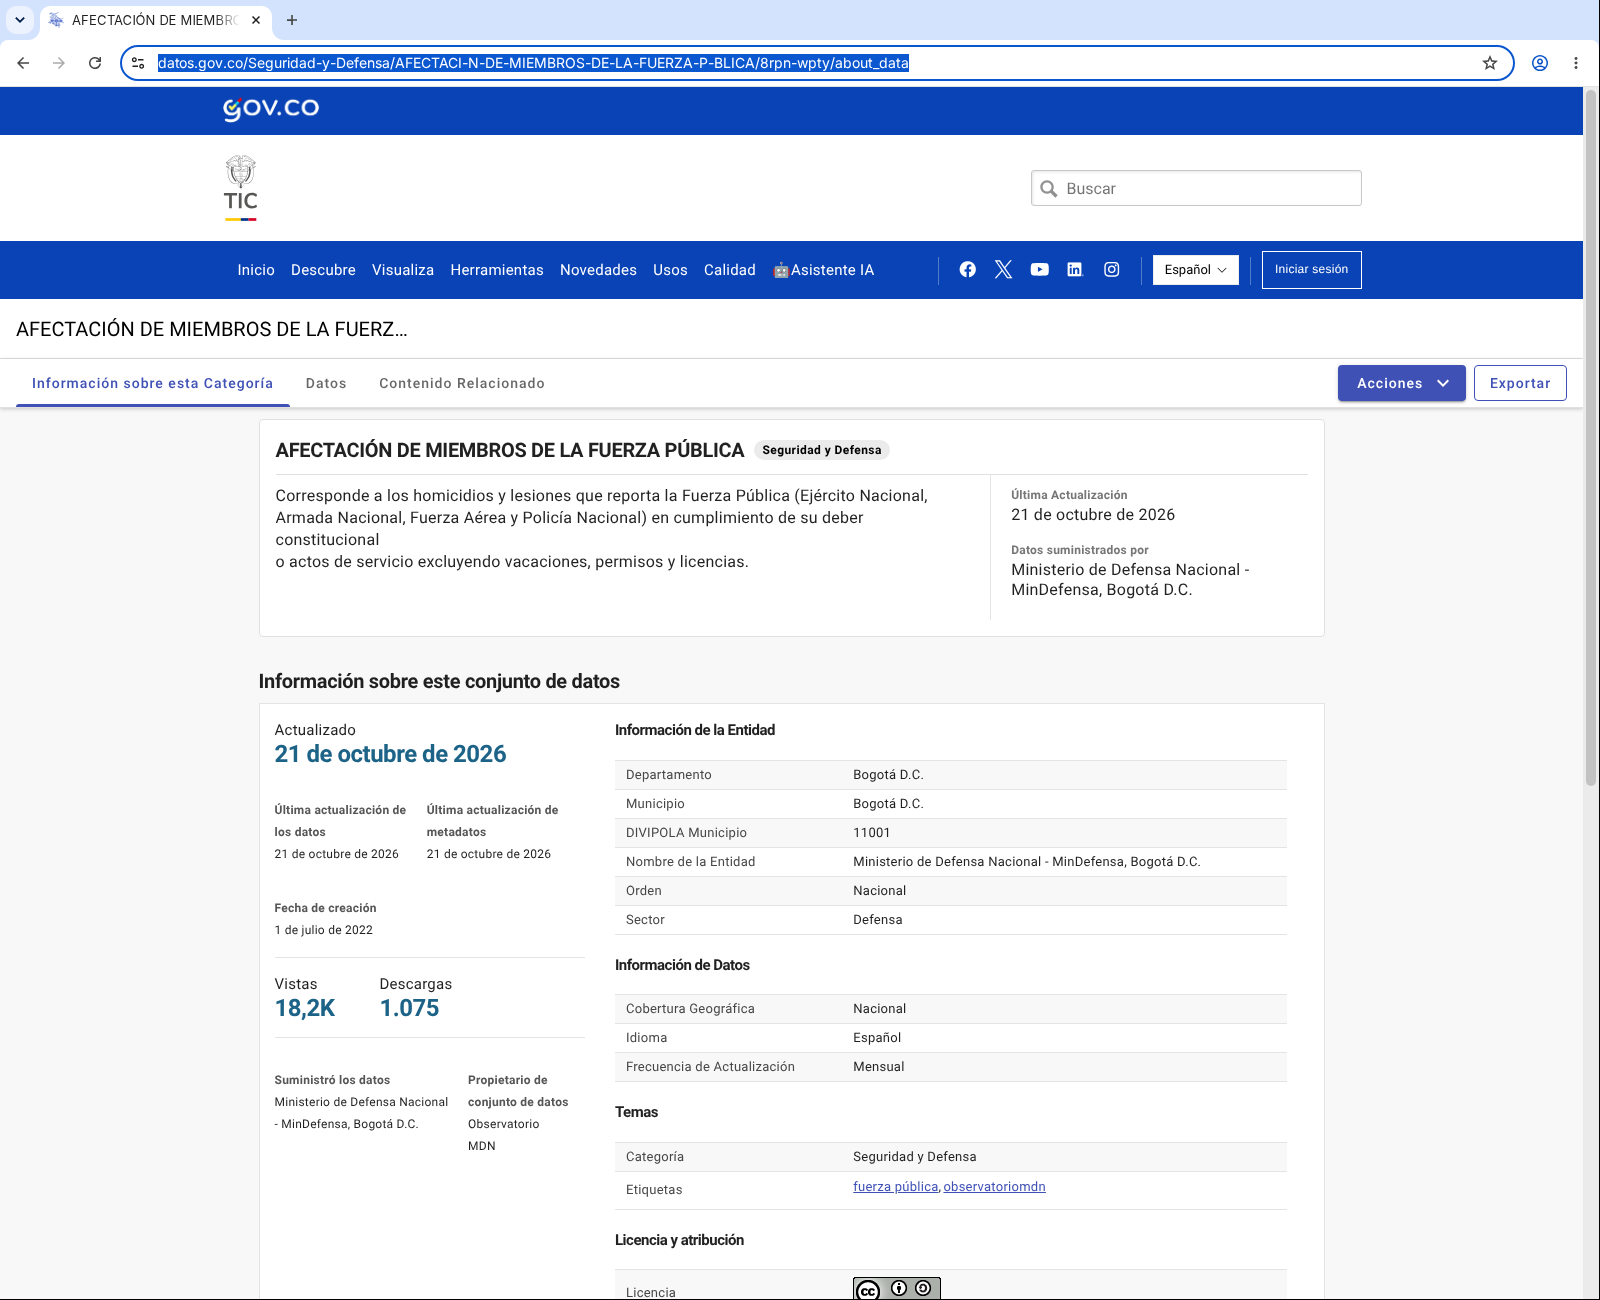 AFECTACIÓN DE MIEMBRO
datos.gov.co/Seguridad-y-Defensa/AFECTACI-N-DE-MIEMBROS-DE-LA-FUERZA-P-BLICA/8rpn-wpty/about_data
GOV.CO
TIC
Buscar
Inicio Descubre Visualiza Herramientas Novedades Usos Calidad 🤖Asistente IA Español Iniciar sesión
AFECTACIÓN DE MIEMBROS DE LA FUERZ...
Información sobre esta Categoría Datos Contenido Relacionado Acciones Exportar
AFECTACIÓN DE MIEMBROS DE LA FUERZA PÚBLICA Seguridad y Defensa
Corresponde a los homicidios y lesiones que reporta la Fuerza Pública (Ejército Nacional,
Armada Nacional, Fuerza Aérea y Policía Nacional) en cumplimiento de su deber
constitucional
o actos de servicio excluyendo vacaciones, permisos y licencias.
Última Actualización
21 de octubre de 2026
Datos suministrados por
Ministerio de Defensa Nacional -
MinDefensa, Bogotá D.C.
Información sobre este conjunto de datos
Actualizado
21 de octubre de 2026
Última actualización de
los datos
21 de octubre de 2026
Última actualización de
metadatos
21 de octubre de 2026
Fecha de creación
1 de julio de 2022
Vistas
18,2K
Descargas
1.075
Suministró los datos
Ministerio de Defensa Nacional
- MinDefensa, Bogotá D.C.
Propietario de
conjunto de datos
Observatorio
MDN
Información de la Entidad
Departamento Bogotá D.C.
Municipio Bogotá D.C.
DIVIPOLA Municipio 11001
Nombre de la Entidad Ministerio de Defensa Nacional - MinDefensa, Bogotá D.C.
Orden Nacional
Sector Defensa
Información de Datos
Cobertura Geográfica Nacional
Idioma Español
Frecuencia de Actualización Mensual
Temas
Categoría Seguridad y Defensa
Etiquetas fuerza pública, observatoriomdn
Licencia y atribución
Licencia cc